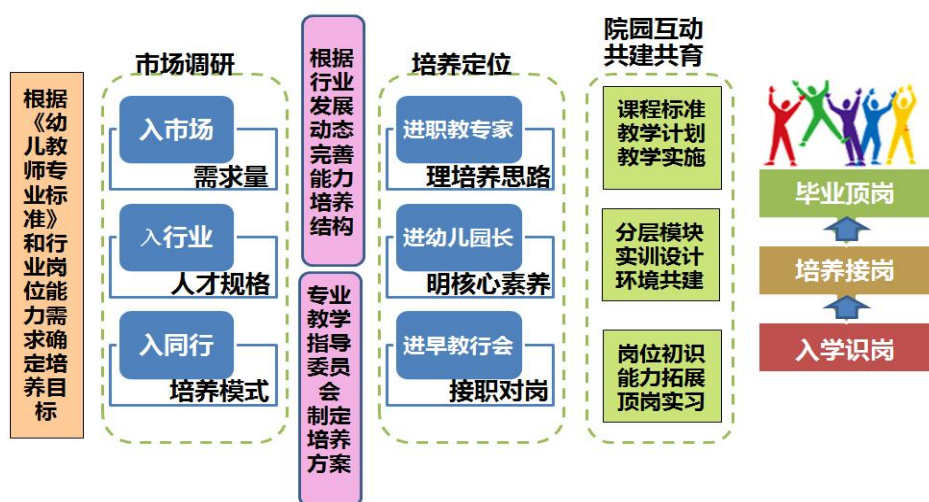 根据
《幼
儿教
师专
业标
准》
和行
业岗
位能
力需
求确
定培
养目
标
市场调研
入市场
需求量
入行业
人才规格
入同行
培养模式
根据
行业
发展
动态
完善
能力
培养
结构
专业
教学
指导
委员
会
制定
培养
方案
培养定位
进职教专家
理培养思路
进幼儿园长
明核心素养
进早教行会
接职对岗
院园互动
共建共育
课程标准
教学计划
教学实施
分层模块
实训设计
环境共建
岗位初识
能力拓展
顶岗实习
毕业顶岗
培养接岗
入学识岗